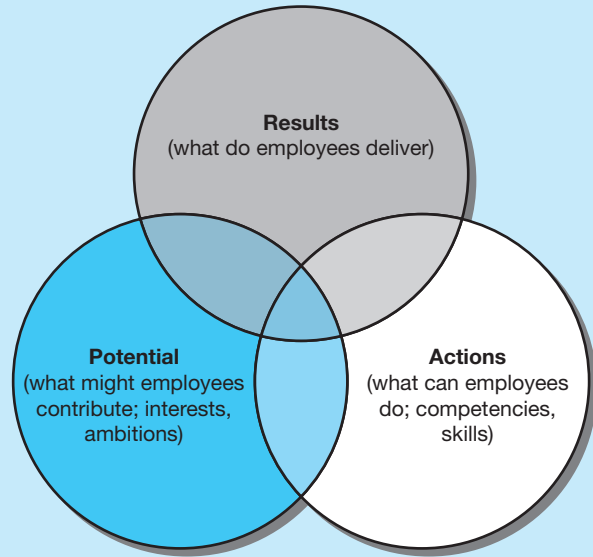 Results
(what do employees deliver)
Potential
(what might employees
contribute; interests,
ambitions)
Actions
(what can employees
do; competencies,
skills)